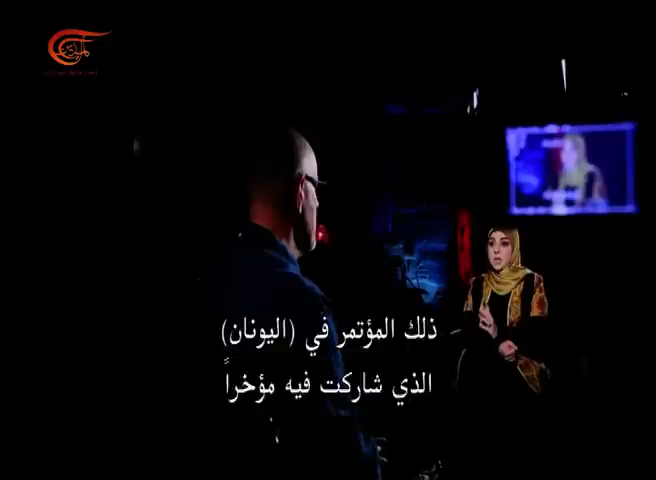 ذلك المؤتمر في (اليونان)
الذي شاركت فيه مؤخراً